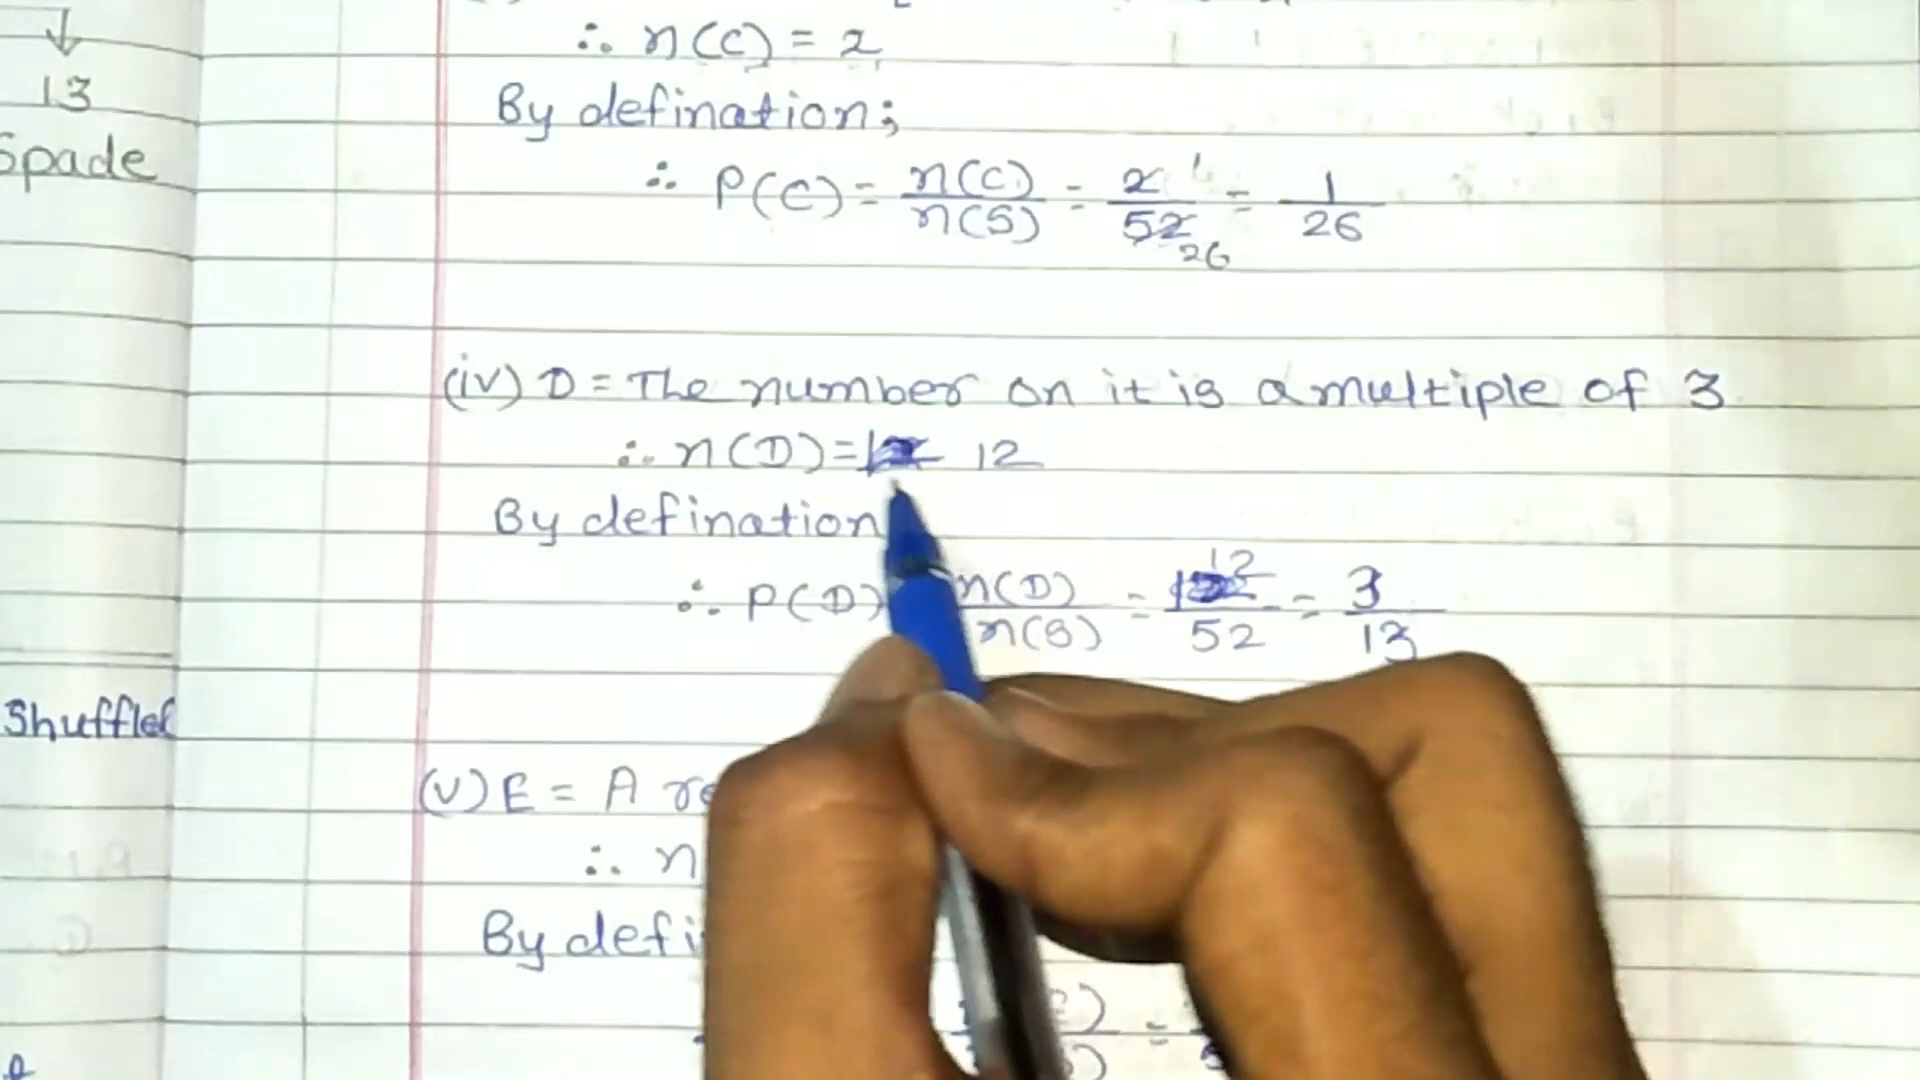 13
Spade
Shuffled
∴ n(C) = 2
By defination;
∴ P(C) = n(C)/n(S) = 2/52 = 1/26
(iv) D = The number on it is a multiple of 3
∴ n(D) = 12
By defination
∴ P(D) n(D)/n(S) = 12/52 = 3/13
(v) E = A
∴ n
By defi